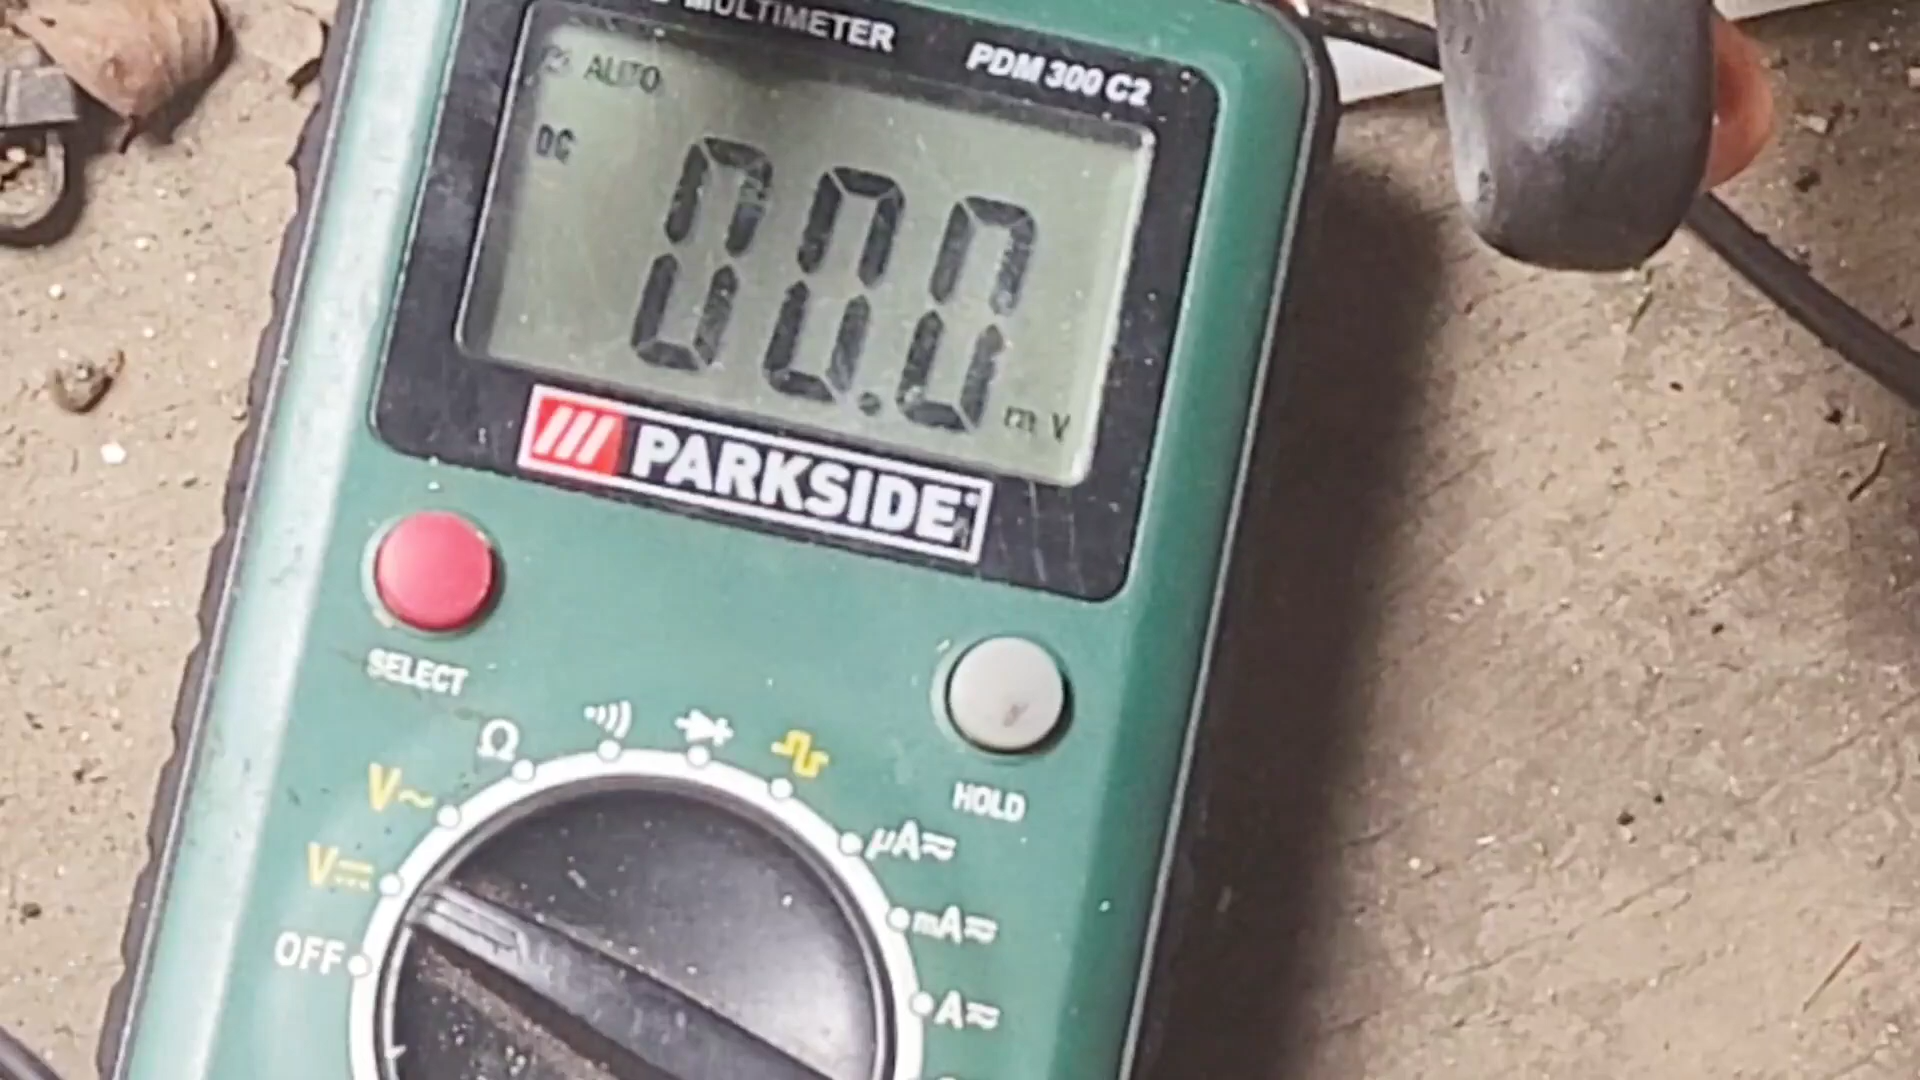 MULTIMETER
PDM 300 C2
AUTO
DC
00.0
mV
PARKSIDE
SELECT
HOLD
Ω
V~
V⎓
OFF
µA≂
mA≂
A≂